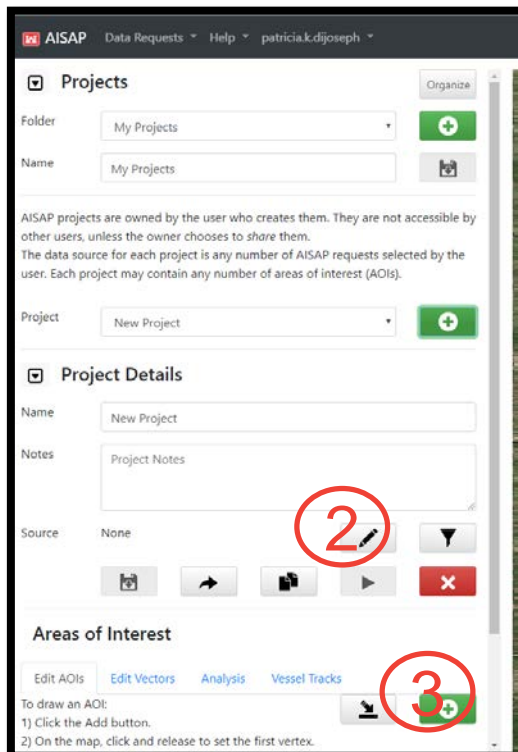 AISAP Data Requests Help patricia.k.dijoseph
Projects Organize
Folder My Projects
Name My Projects
AISAP projects are owned by the user who creates them. They are not accessible by
other users, unless the owner chooses to share them.
The data source for each project is any number of AISAP requests selected by the
user. Each project may contain any number of areas of interest (AOIs).
Project New Project
Project Details
Name New Project
Notes Project Notes
Source None 2
Areas of Interest
Edit AOIs Edit Vectors Analysis Vessel Tracks
3
To draw an AOI:
1) Click the Add button.
2) On the map, click and release to set the first vertex.